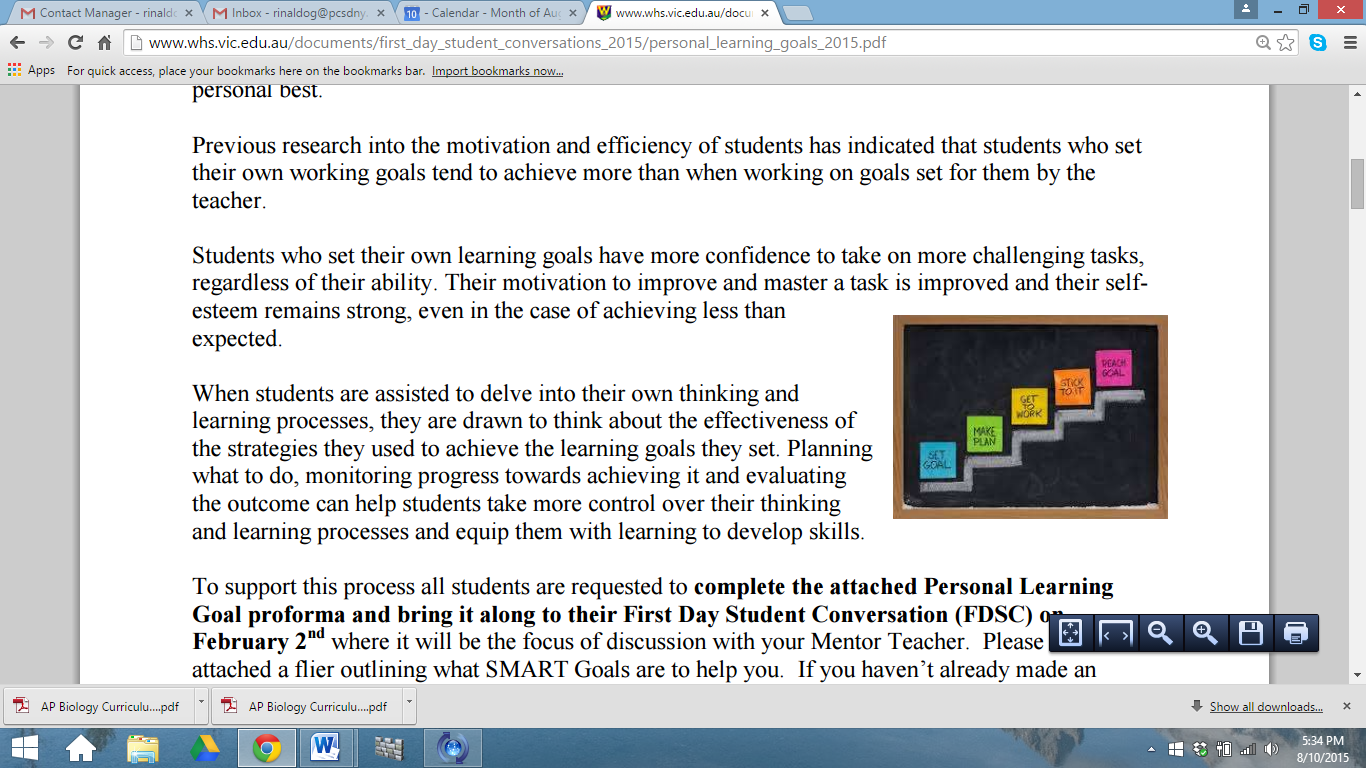 Contact Manager - rinaldo
Inbox - rinaldog@pcsdny.
10 - Calendar - Month of Aug
www.whs.vic.edu.au/docu
www.whs.vic.edu.au/documents/first_day_student_conversations_2015/personal_learning_goals_2015.pdf
Apps For quick access, place your bookmarks here on the bookmarks bar. Import bookmarks now...
personal best.
Previous research into the motivation and efficiency of students has indicated that students who set
their own working goals tend to achieve more than when working on goals set for them by the
teacher.
Students who set their own learning goals have more confidence to take on more challenging tasks,
regardless of their ability. Their motivation to improve and master a task is improved and their self-
esteem remains strong, even in the case of achieving less than
expected.
When students are assisted to delve into their own thinking and
learning processes, they are drawn to think about the effectiveness of
the strategies they used to achieve the learning goals they set. Planning
what to do, monitoring progress towards achieving it and evaluating
the outcome can help students take more control over their thinking
and learning processes and equip them with learning to develop skills.
SET
GOAL
MAKE
PLAN
GET
TO
WORK
STICK
TO IT
REACH
GOAL
To support this process all students are requested to complete the attached Personal Learning
Goal proforma and bring it along to their First Day Student Conversation (FDSC) on
February 2nd where it will be the focus of discussion with your Mentor Teacher. Please
attached a flier outlining what SMART Goals are to help you. If you haven't already made an
AP Biology Curriculu....pdf
AP Biology Curriculu....pdf
Show all downloads...
5:34 PM
8/10/2015